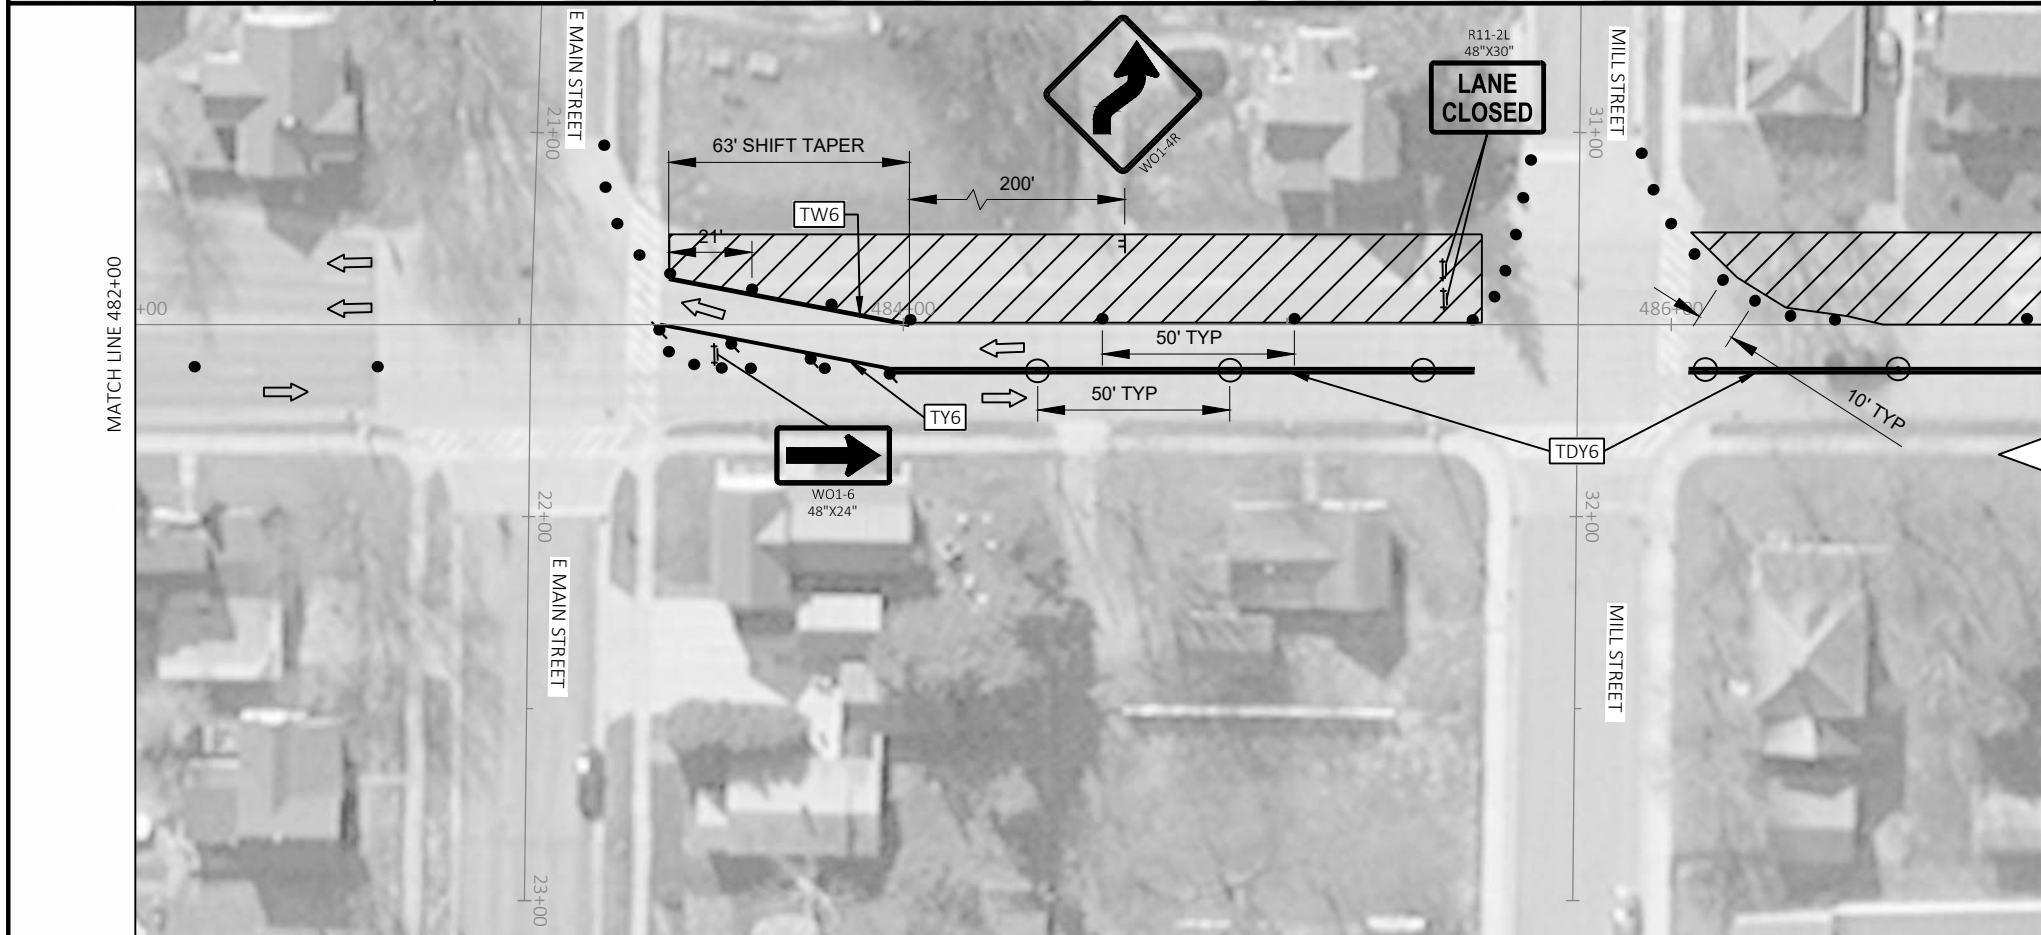 E MAIN STREET
21+00
63' SHIFT TAPER
200'
WO1-4R
R11-2L
48"X30"
LANE
CLOSED
MILL STREET
31+00
TW6
21'
MATCH LINE 482+00
+00
484+00
486+00
50' TYP
50' TYP
TY6
10' TYP
TDY6
WO1-6
48"X24"
22+00
32+00
E MAIN STREET
MILL STREET
23+00